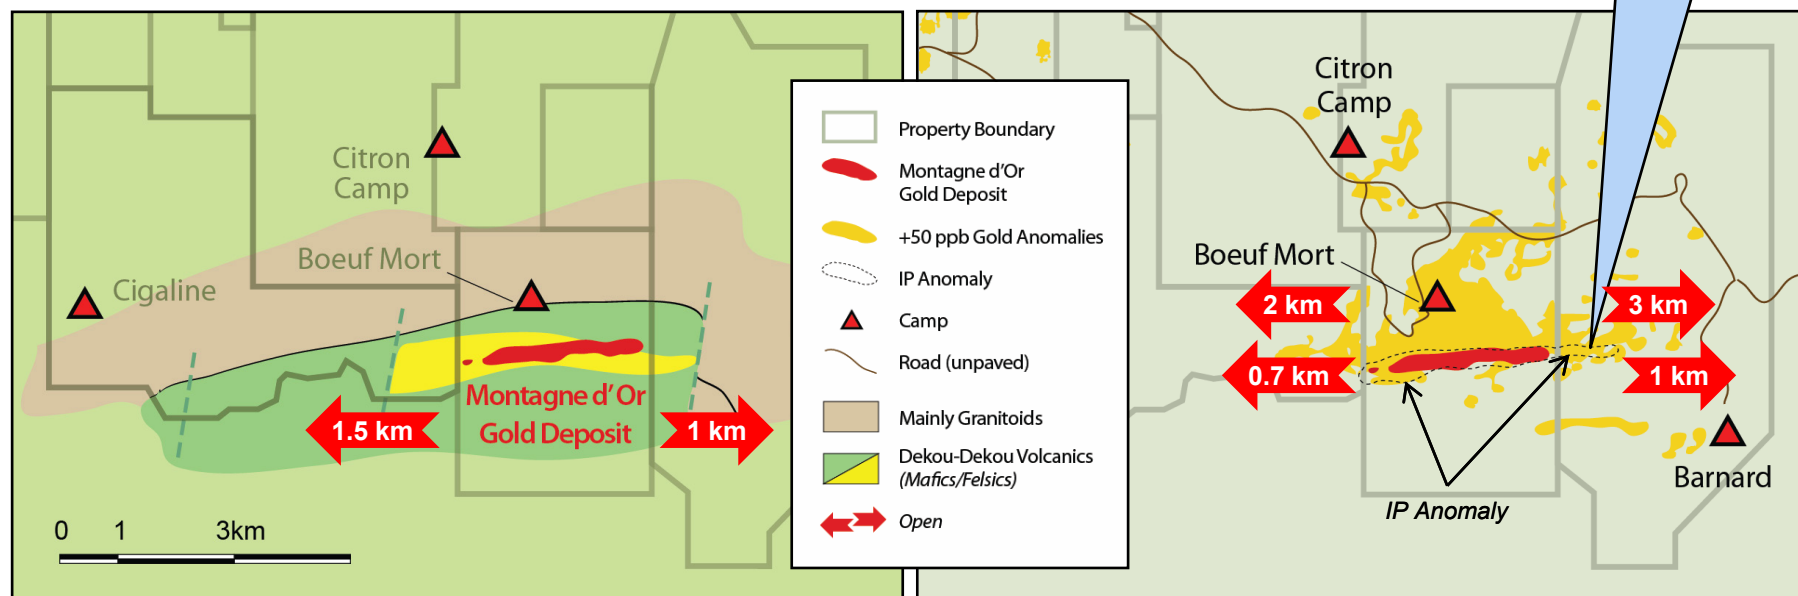 Citron
Camp
Boeuf Mort
Cigaline
Montagne d'Or
Gold Deposit
1.5 km
1 km
0 1 3km
Property Boundary
Montagne d'Or
Gold Deposit
+50 ppb Gold Anomalies
IP Anomaly
Camp
Road (unpaved)
Mainly Granitoids
Dekou-Dekou Volcanics
(Mafics/Felsics)
Open
Citron
Camp
Boeuf Mort
2 km
3 km
0.7 km
1 km
Barnard
IP Anomaly